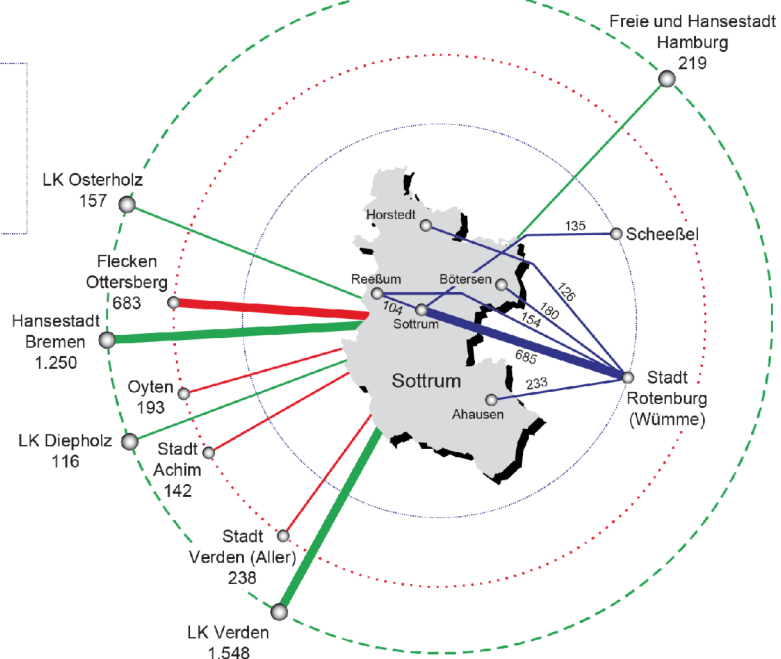 Freie und Hansestadt
Hamburg
219
LK Osterholz
157
Horstedt
135
Scheeßel
Flecken
Ottersberg
683
Reeßum
Bötersen
126
104
180
154
Sottrum
Hansestadt
Bremen
1.250
685
Oyten
193
Sottrum
233
Stadt
Rotenburg
(Wümme)
Ahausen
LK Diepholz
116
Stadt
Achim
142
Stadt
Verden (Aller)
238
LK Verden
1.548